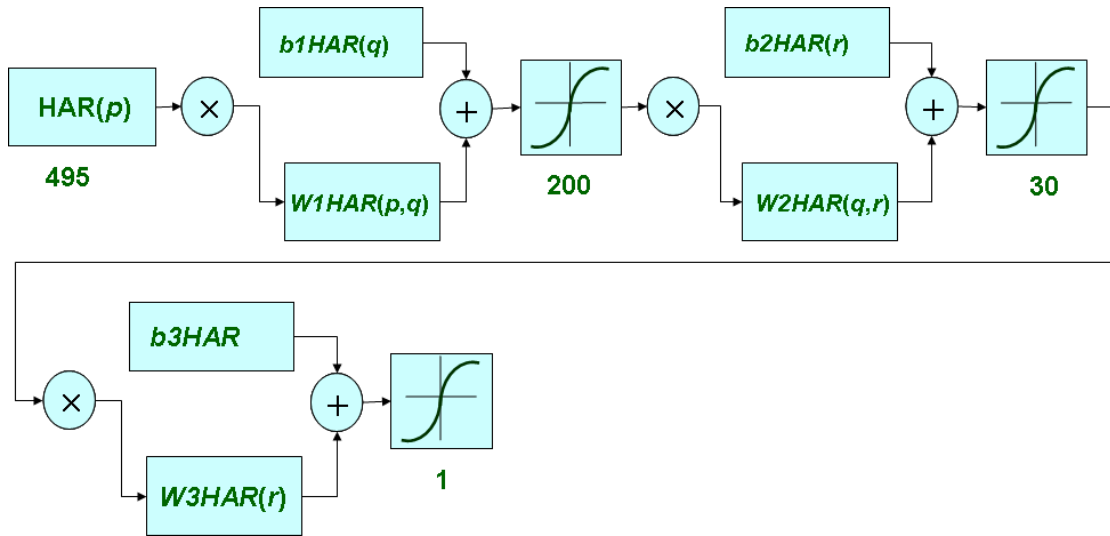 b1HAR(q)
b2HAR(r)
HAR(p)
×
+
×
+
495
W1HAR(p,q)
200
W2HAR(q,r)
30
b3HAR
×
+
W3HAR(r)
1